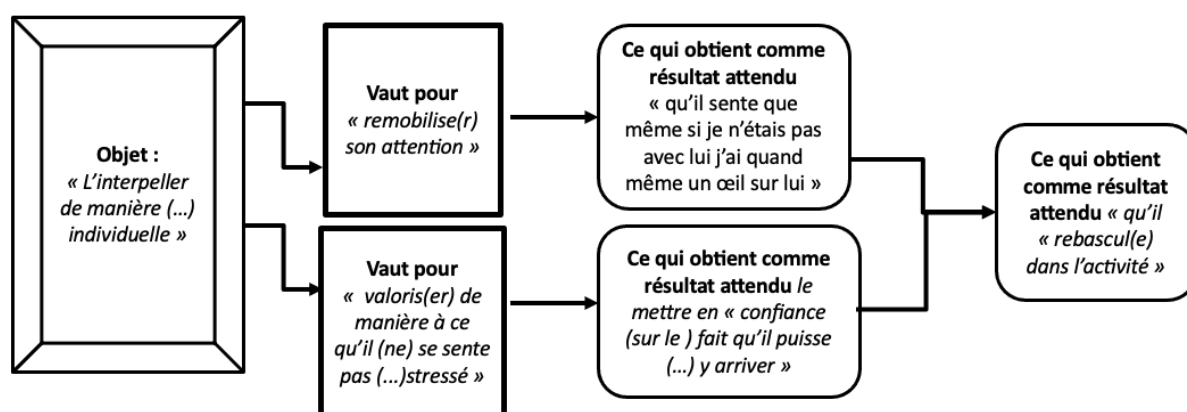 Objet :
« L’interpeller
de manière (...)
individuelle »
Vaut pour
« remobilise(r)
son attention »
Vaut pour
«  valoris(er) de
manière à ce
qu’il (ne) se sente
pas (...)stressé »
Ce qui obtient comme
résultat attendu
« qu’il sente que
même si je n’étais pas
avec lui j’ai quand
même un œil sur lui »
Ce qui obtient comme
résultat attendu le
mettre en « confiance
(sur le ) fait qu’il puisse
(...) y arriver »
Ce qui obtient
comme résultat
attendu « qu’il
« rebascul(e)
dans l’activité »